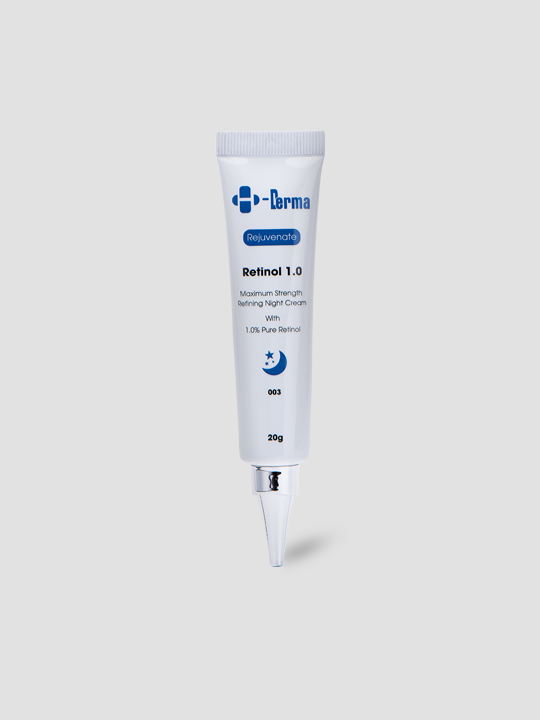 -Derma
Rejuvenate
Retinol 1.0
Maximum Strength
Refining Night Cream
With
1.0% Pure Retinol
003
20g